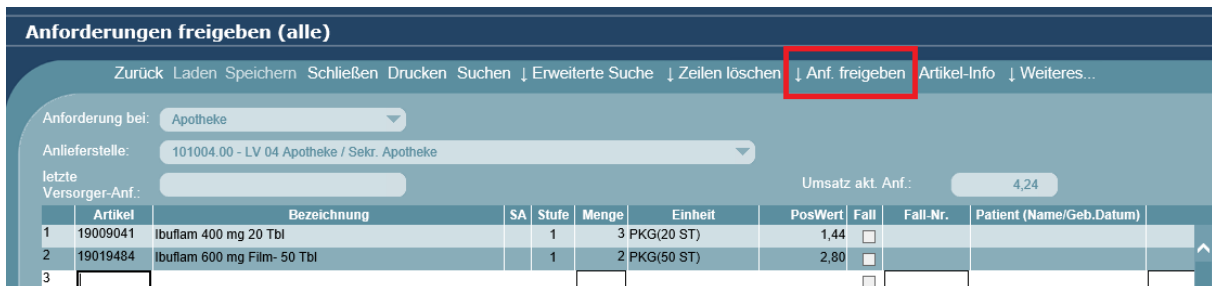 Anforderungen freigeben (alle)
Zurück Laden Speichern Schließen Drucken Suchen ↓ Erweiterte Suche ↓ Zeilen löschen ↓ Anf. freigeben Artikel-Info ↓ Weiteres...
Anforderung bei: Apotheke
Anlieferstelle: 101004.00 - LV 04 Apotheke / Sekr. Apotheke
letzte
Versorger-Anf.: Umsatz akt. Anf.: 4,24
Artikel Bezeichnung SA Stufe Menge Einheit PosWert Fall Fall-Nr. Patient (Name/Geb.Datum)
1 19009041 Ibuflam 400 mg 20 Tbl 1 3 PKG(20 ST) 1,44
2 19019484 Ibuflam 600 mg Film- 50 Tbl 1 2 PKG(50 ST) 2,80
3